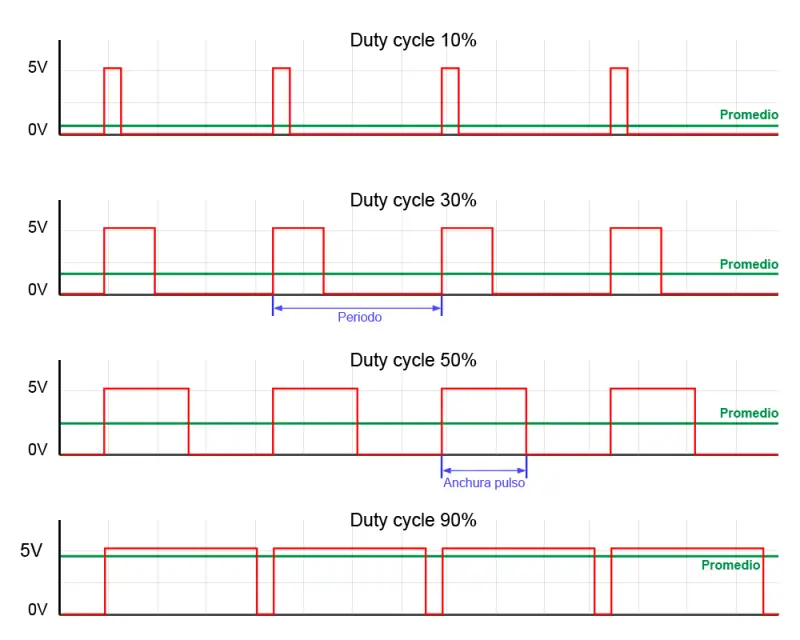 Duty cycle 10%
5V
Promedio
0V
Duty cycle 30%
5V
Promedio
0V
Periodo
Duty cycle 50%
5V
Promedio
0V
Anchura pulso
Duty cycle 90%
5V
Promedio
0V